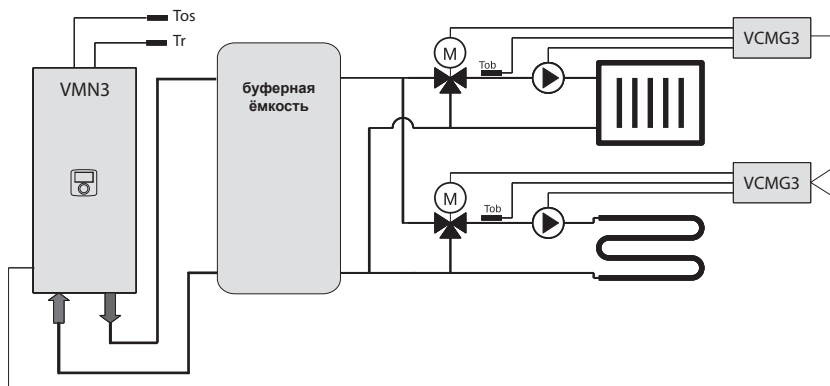 Tos
Tr
VMN3
буферная
ёмкость
M
Tob
VCMG3
M
Tob
VCMG3